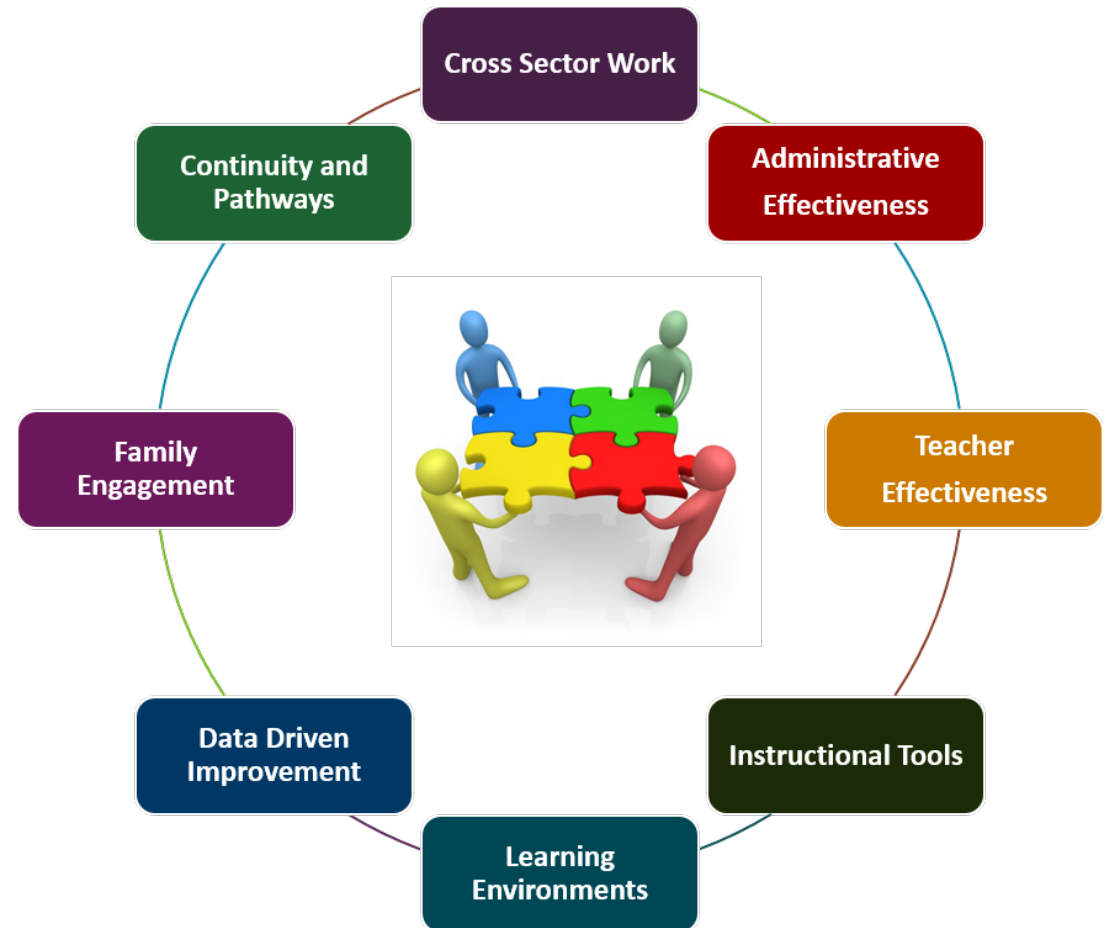 Cross Sector Work
Administrative
Effectiveness
Teacher
Effectiveness
Instructional Tools
Learning
Environments
Data Driven
Improvement
Family
Engagement
Continuity and
Pathways